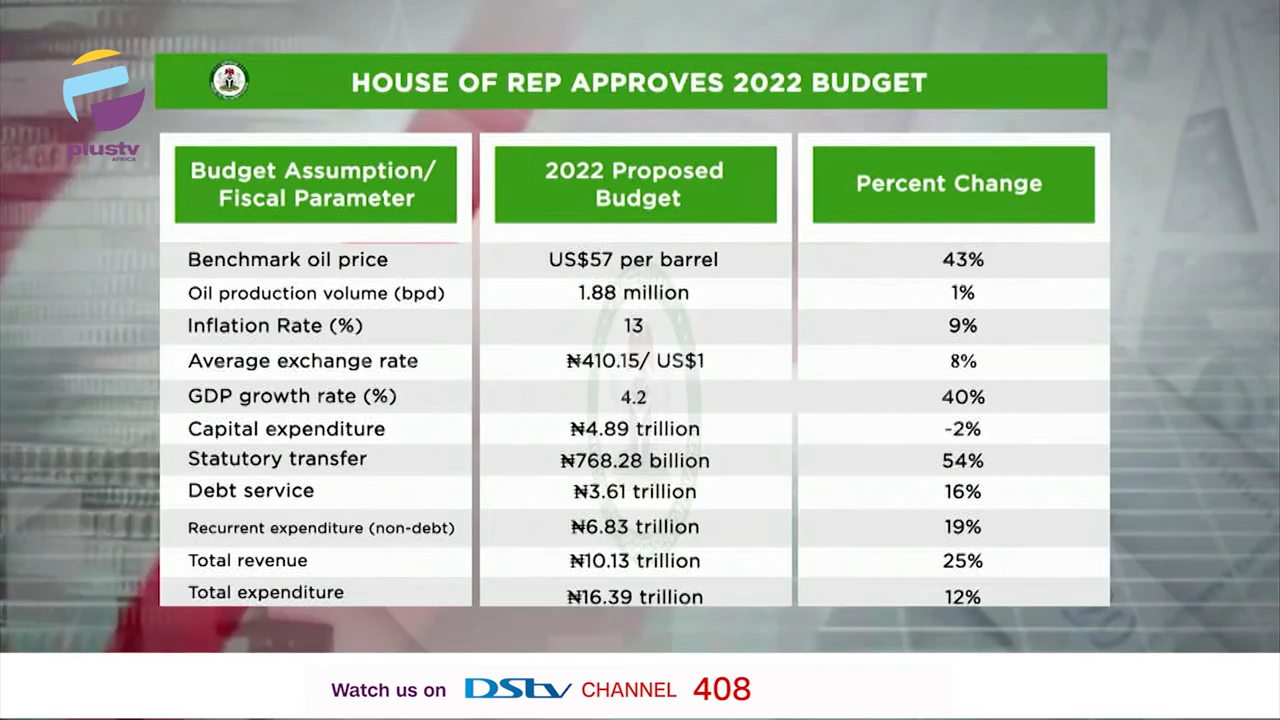 plustv
AFRICA
HOUSE OF REP APPROVES 2022 BUDGET
Budget Assumption/
Fiscal Parameter
2022 Proposed
Budget
Percent Change
Benchmark oil price US$57 per barrel 43%
Oil production volume (bpd) 1.88 million 1%
Inflation Rate (%) 13 9%
Average exchange rate ₦410.15/ US$1 8%
GDP growth rate (%) 4.2 40%
Capital expenditure ₦4.89 trillion -2%
Statutory transfer ₦768.28 billion 54%
Debt service ₦3.61 trillion 16%
Recurrent expenditure (non-debt) ₦6.83 trillion 19%
Total revenue ₦10.13 trillion 25%
Total expenditure ₦16.39 trillion 12%
Watch us on DStv CHANNEL 408